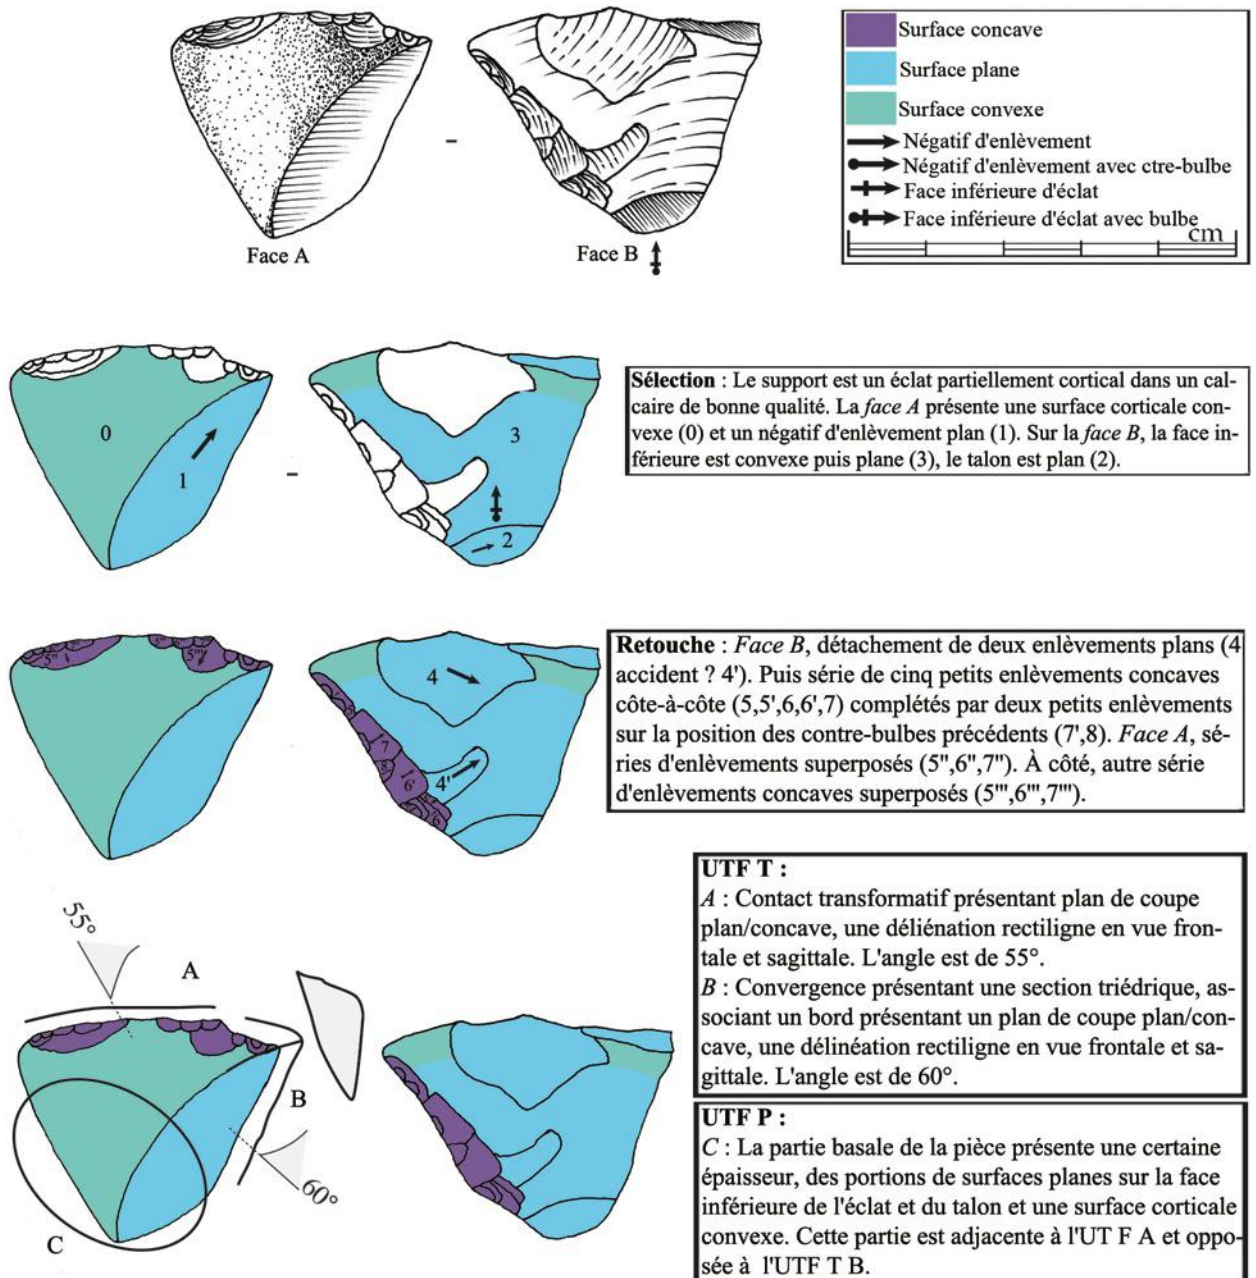 Surface concave
Surface plane
Surface convexe
Négatif d'enlèvement
Négatif d'enlèvement avec ctre-bulbe
Face inférieure d'éclat
Face inférieure d'éclat avec bulbe
cm
Face A
Face B
0
1
3
2
Sélection : Le support est un éclat partiellement cortical dans un cal-
caire de bonne qualité. La face A présente une surface corticale con-
vexe (0) et un négatif d'enlèvement plan (1). Sur la face B, la face in-
férieure est convexe puis plane (3), le talon est plan (2).
5"
5'''
4
7
8
6'
4'
6
Retouche : Face B, détachement de deux enlèvements plans (4
accident ? 4'). Puis série de cinq petits enlèvements concaves
côte-à-côte (5,5',6,6',7) complétés par deux petits enlèvements
sur la position des contre-bulbes précédents (7',8). Face A, sé-
ries d'enlèvements superposés (5",6",7"). À côté, autre série
d'enlèvements concaves superposés (5''',6''',7''').
55°
A
B
60°
C
UTF T :
A : Contact transformatif présentant plan de coupe
plan/concave, une déliénation rectiligne en vue fron-
tale et sagittale. L'angle est de 55°.
B : Convergence présentant une section triédrique, as-
sociant un bord présentant un plan de coupe plan/con-
cave, une délinéation rectiligne en vue frontale et sa-
gittale. L'angle est de 60°.
UTF P :
C : La partie basale de la pièce présente une certaine
épaisseur, des portions de surfaces planes sur la face
inférieure de l'éclat et du talon et une surface corticale
convexe. Cette partie est adjacente à l'UT F A et oppo-
sée à l'UTF T B.